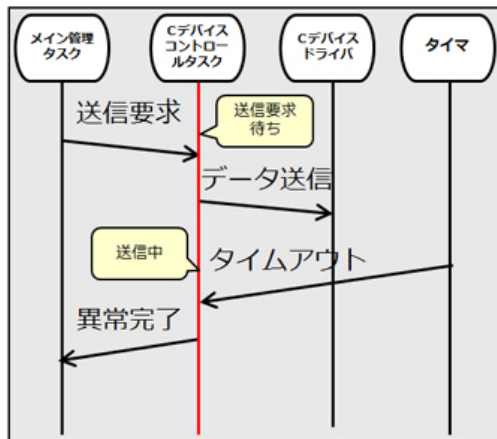 メイン管理
タスク
Cデバイス
コントロー
ルタスク
Cデバイス
ドライバ
タイマ
送信要求
送信要求
待ち
データ送信
送信中
タイムアウト
異常完了